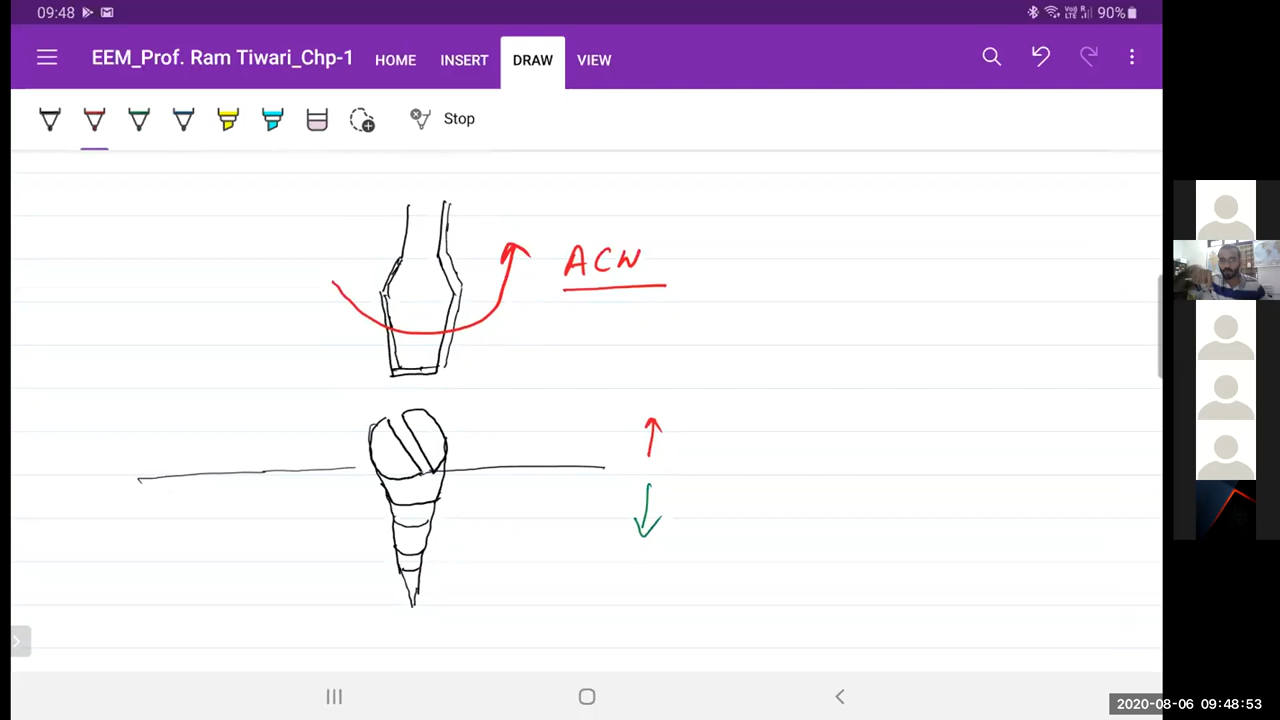 09:48
90%
EEM_Prof. Ram Tiwari_Chp-1
HOME
INSERT
DRAW
VIEW
Stop
ACW
2020-08-06 09:48:53